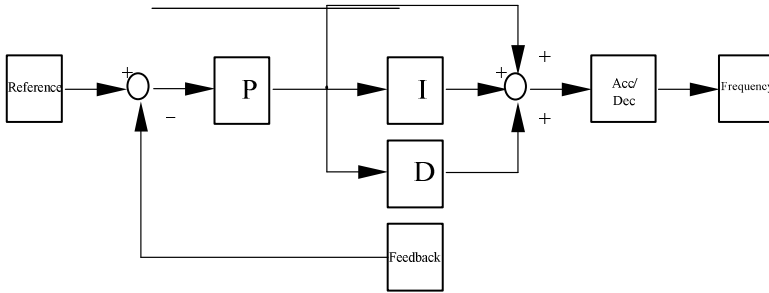 +
+
+
Reference
P
I
Acc/
Dec
Frequency
−
+
D
Feedback